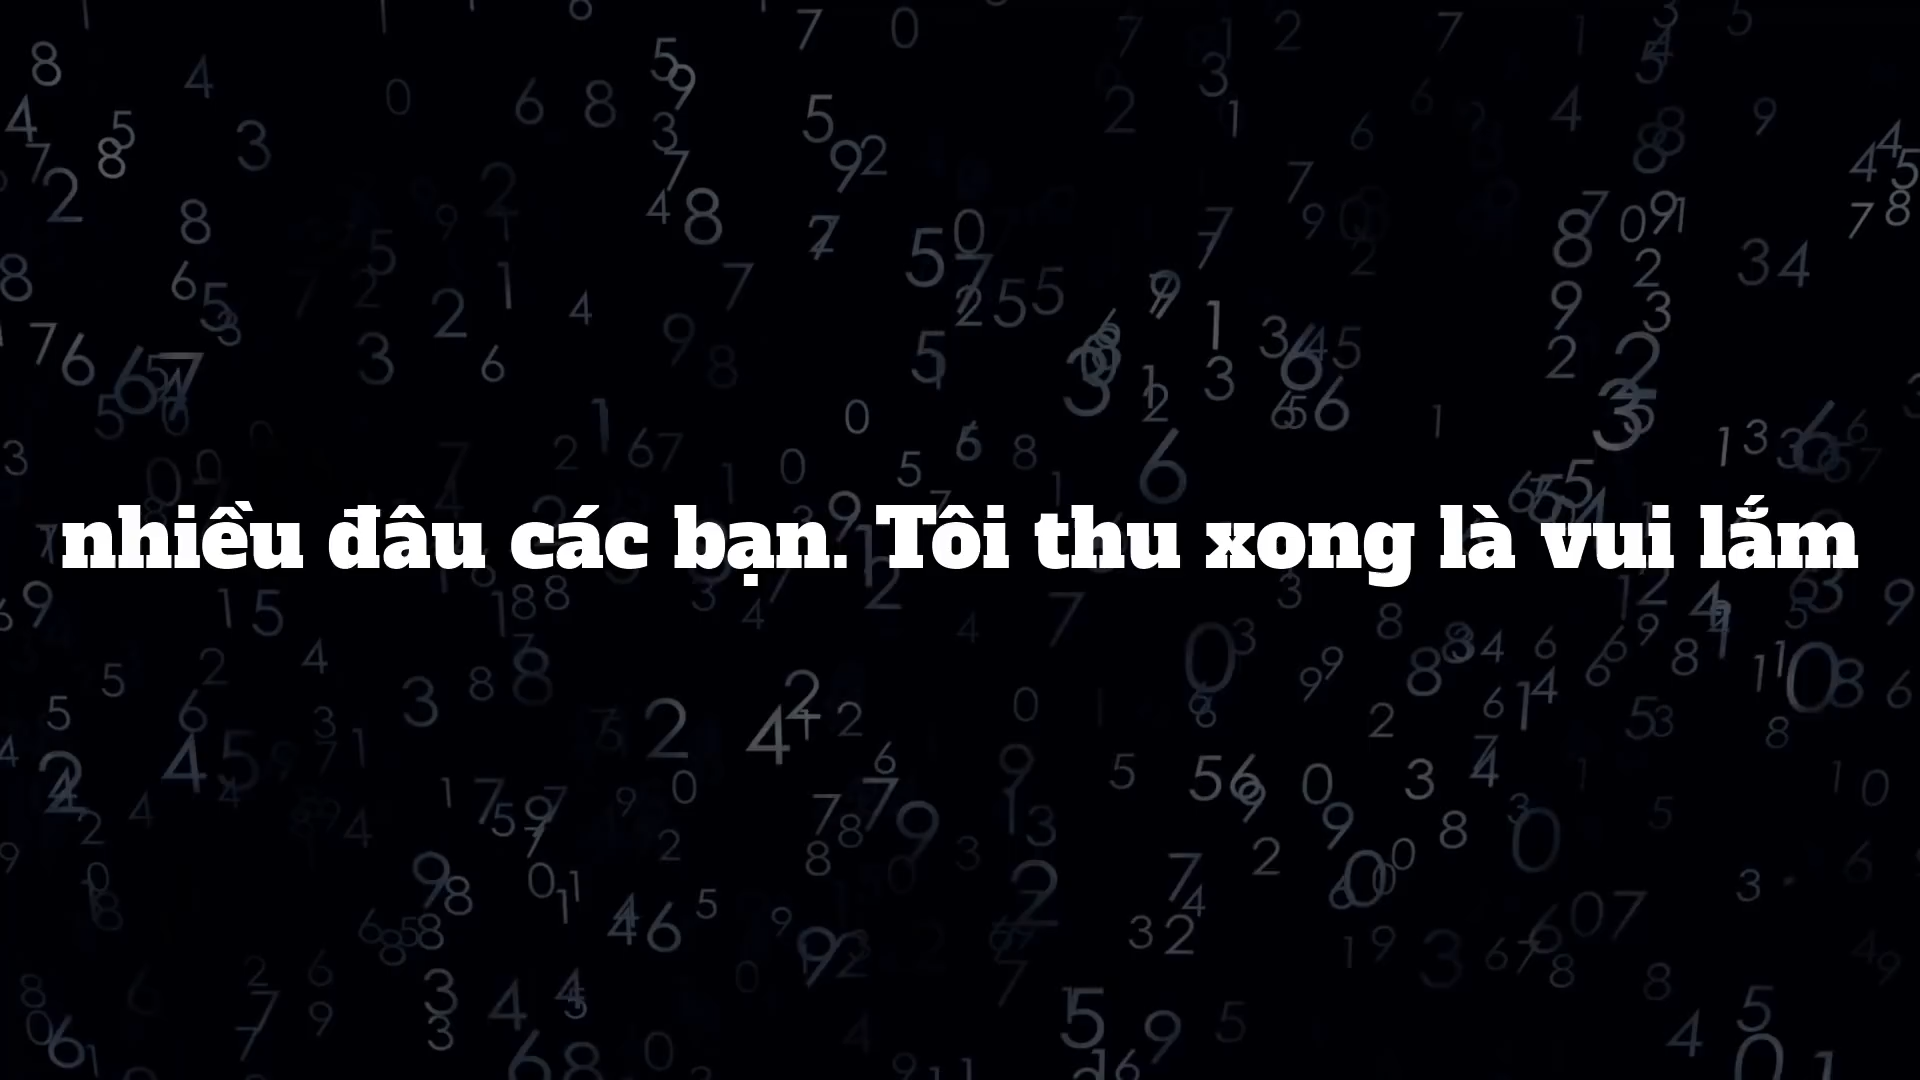 nhiều đâu các bạn. Tôi thu xong là vui lắm